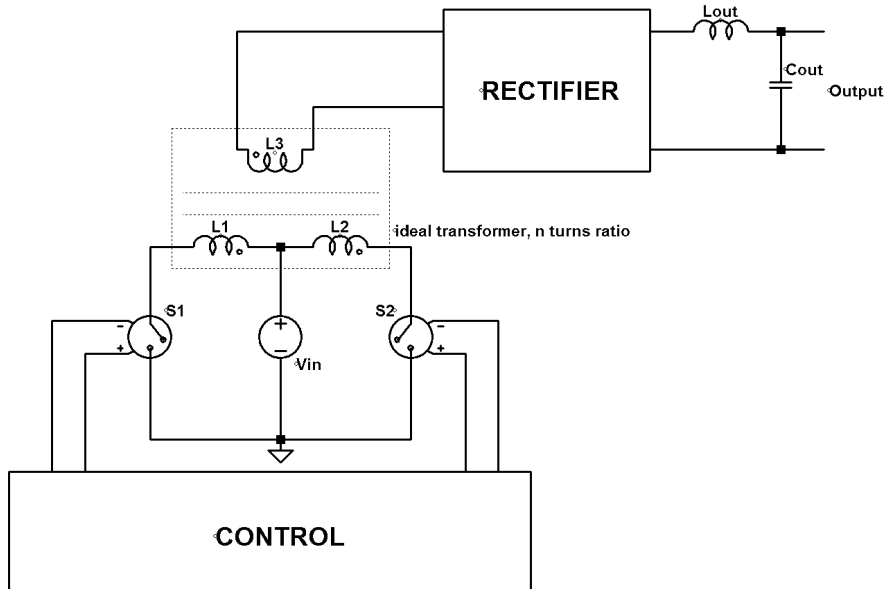 Lout
RECTIFIER
Cout
Output
L3
L1
L2
ideal transformer, n turns ratio
S1
S2
-
+
+
-
-
+
Vin
CONTROL